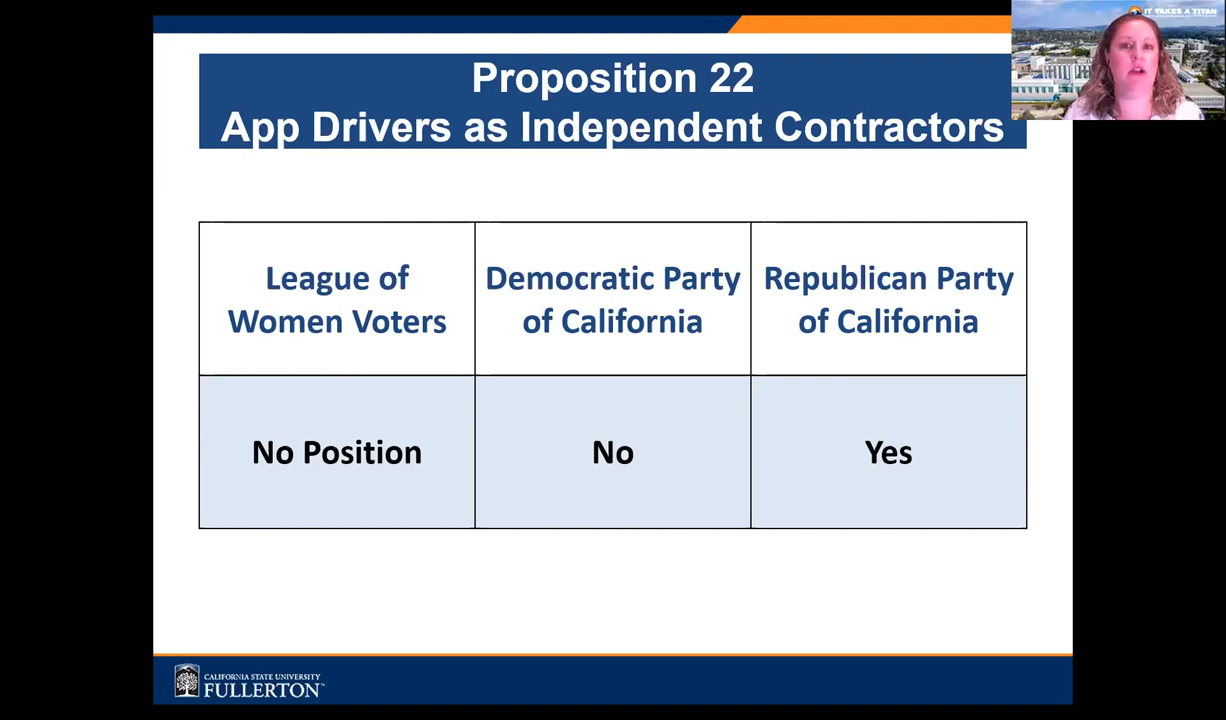 IT TAKES A TITAN
Proposition 22
App Drivers as Independent Contractors
League of
Women Voters
Democratic Party
of California
Republican Party
of California
No Position
No
Yes
CALIFORNIA STATE UNIVERSITY
FULLERTON™